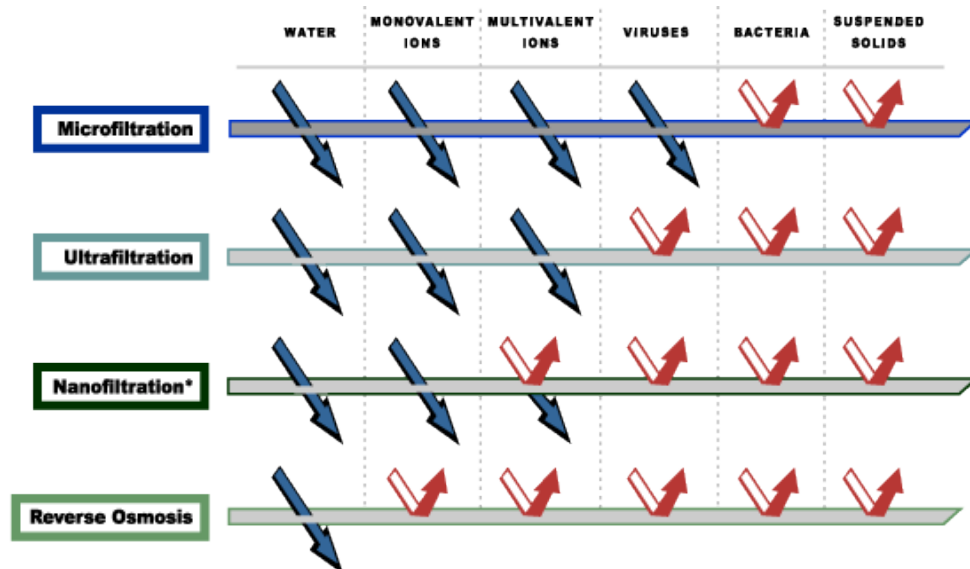 WATER
MONOVALENT
IONS
MULTIVALENT
IONS
VIRUSES
BACTERIA
SUSPENDED
SOLIDS
Microfiltration
Ultrafiltration
Nanofiltration*
Reverse Osmosis